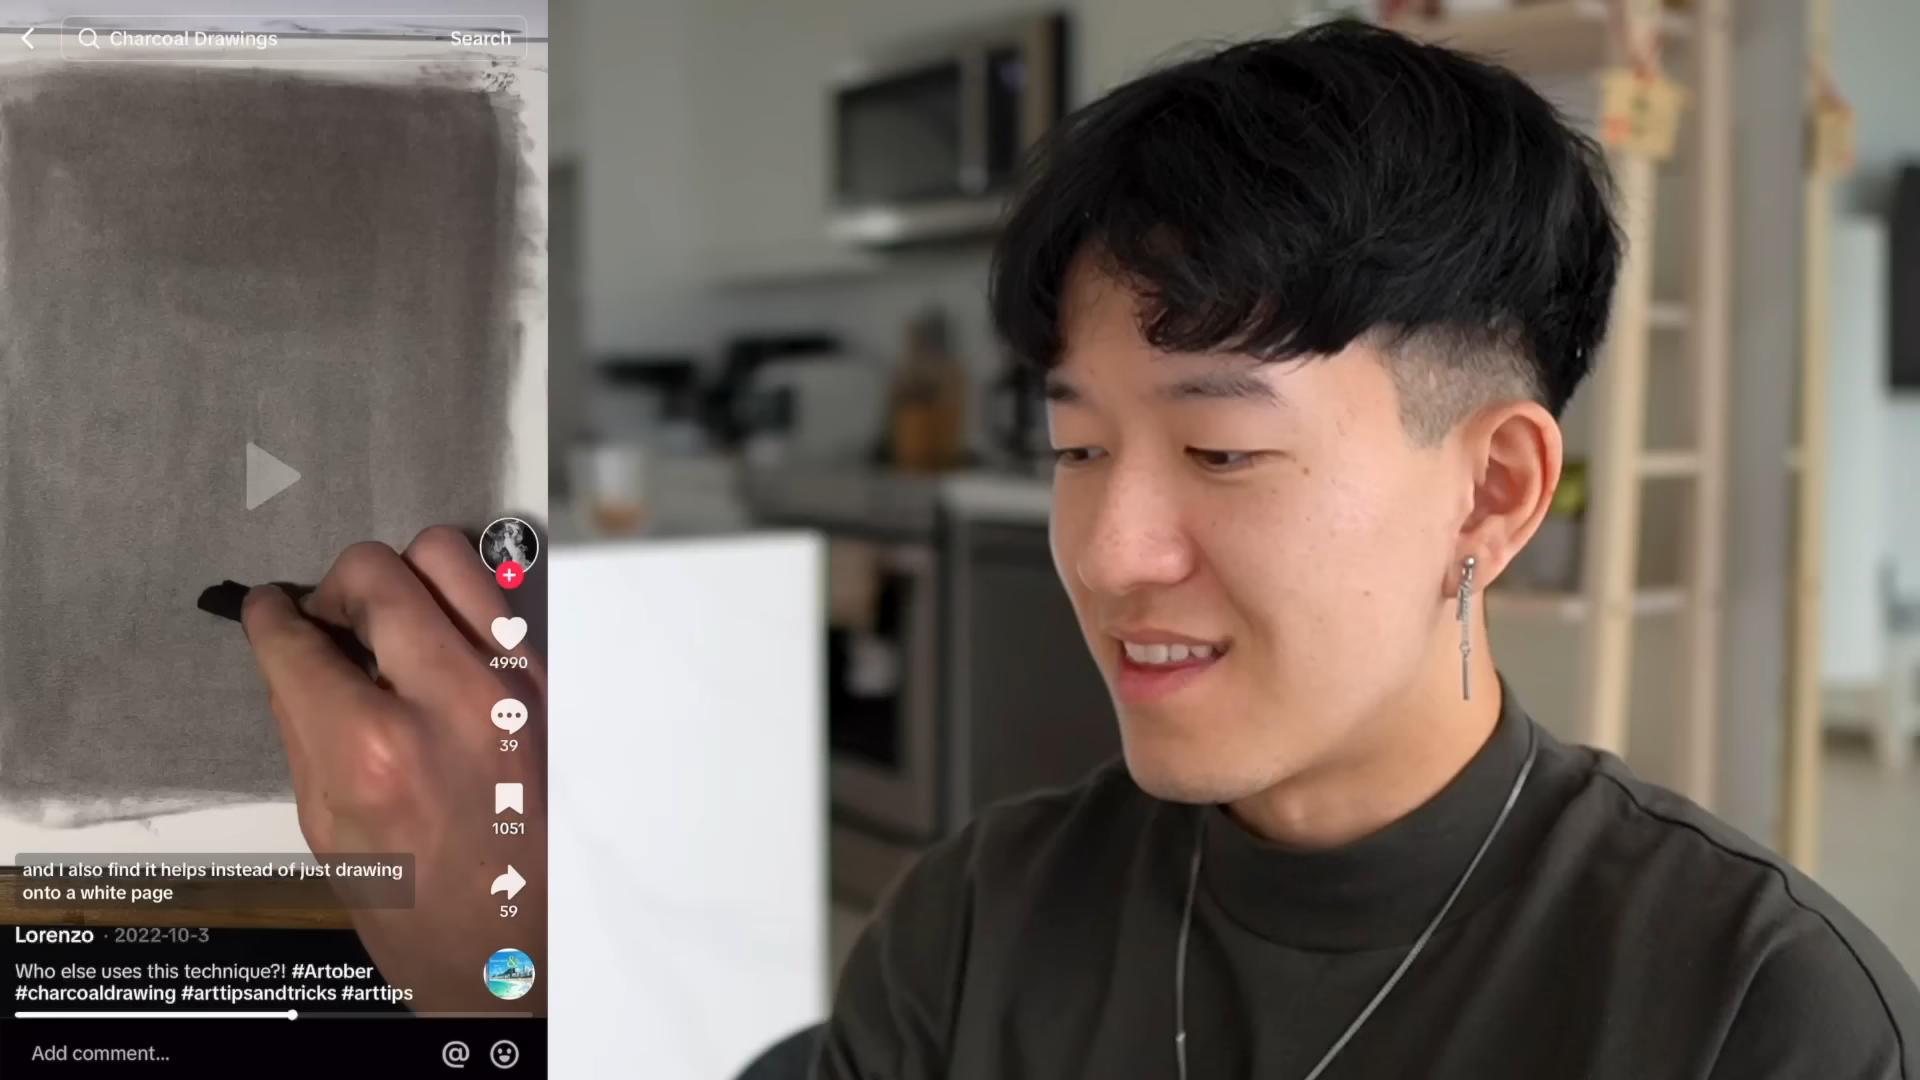 Charcoal Drawings
Search
4990
39
1051
59
and I also find it helps instead of just drawing
onto a white page
Lorenzo · 2022-10-3
Who else uses this technique?! #Artober
#charcoaldrawing #arttipsandtricks #arttips
Add comment...